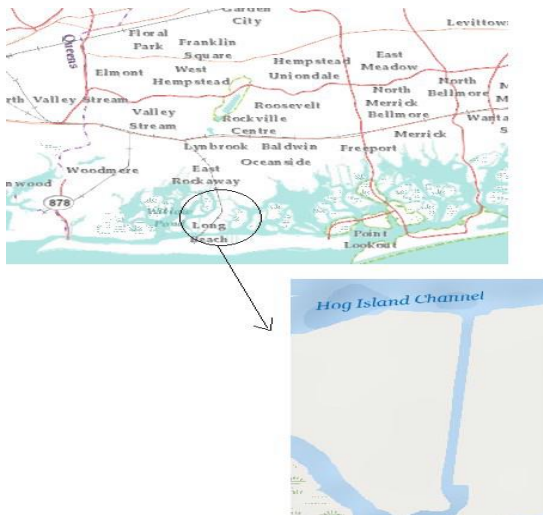 Garden
City
Levittown
Floral
Park
Franklin
Square
Queens
Elmont
West
Hempstead
Hempstead
Uniondale
East
Meadow
North
Bellmore
North
Merrick
Bellmore
Valley Stream
Valley
Stream
Roosevelt
Rockville
Centre
Merrick
Lynbrook
Baldwin
Freeport
Oceanside
Woodmere
East
Rockaway
878
Long
Beach
Point
Lookout
Hog Island Channel